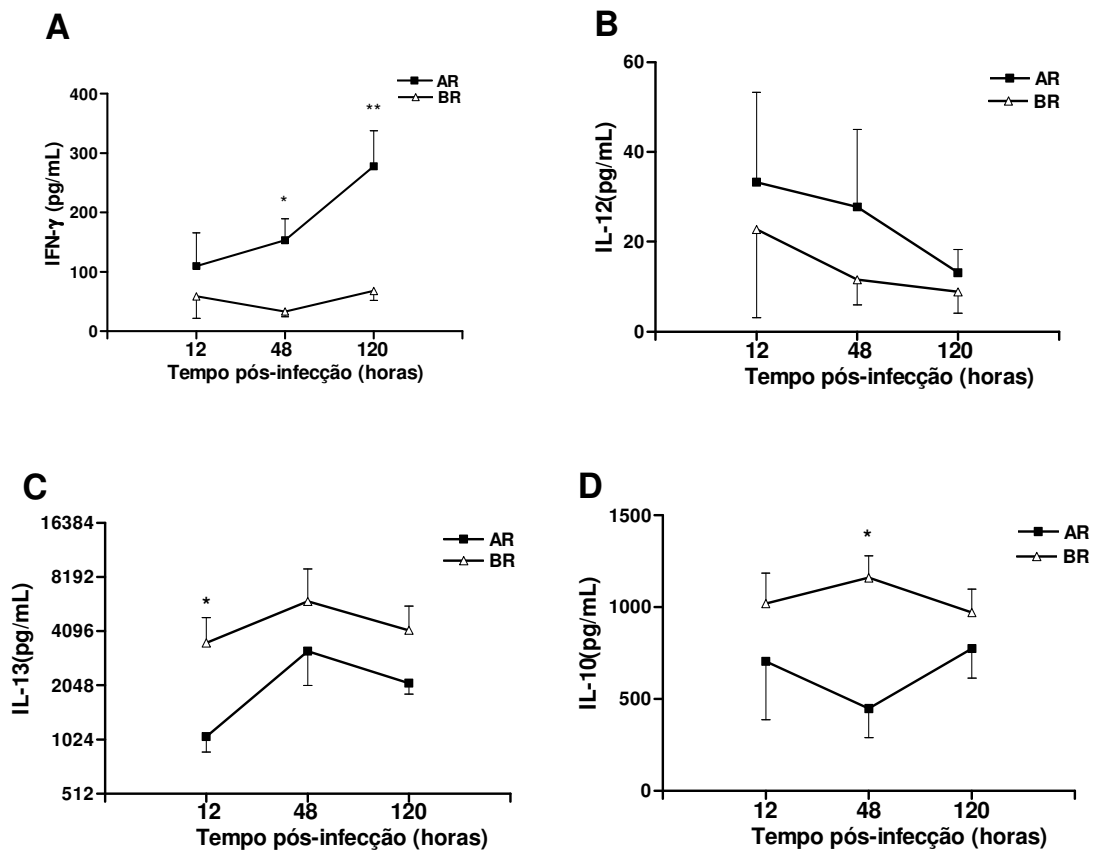 A
AR
BR
IFN-γ (pg/mL)
400
300
200
100
0
*
**
12 48 120
Tempo pós-infecção (horas)
B
AR
BR
IL-12(pg/mL)
60
40
20
0
12 48 120
Tempo pós-infecção (horas)
C
AR
BR
IL-13(pg/mL)
16384
8192
4096
2048
1024
512
*
12 48 120
Tempo pós-infecção (horas)
D
AR
BR
IL-10(pg/mL)
1500
1000
500
0
*
12 48 120
Tempo pós-infecção (horas)